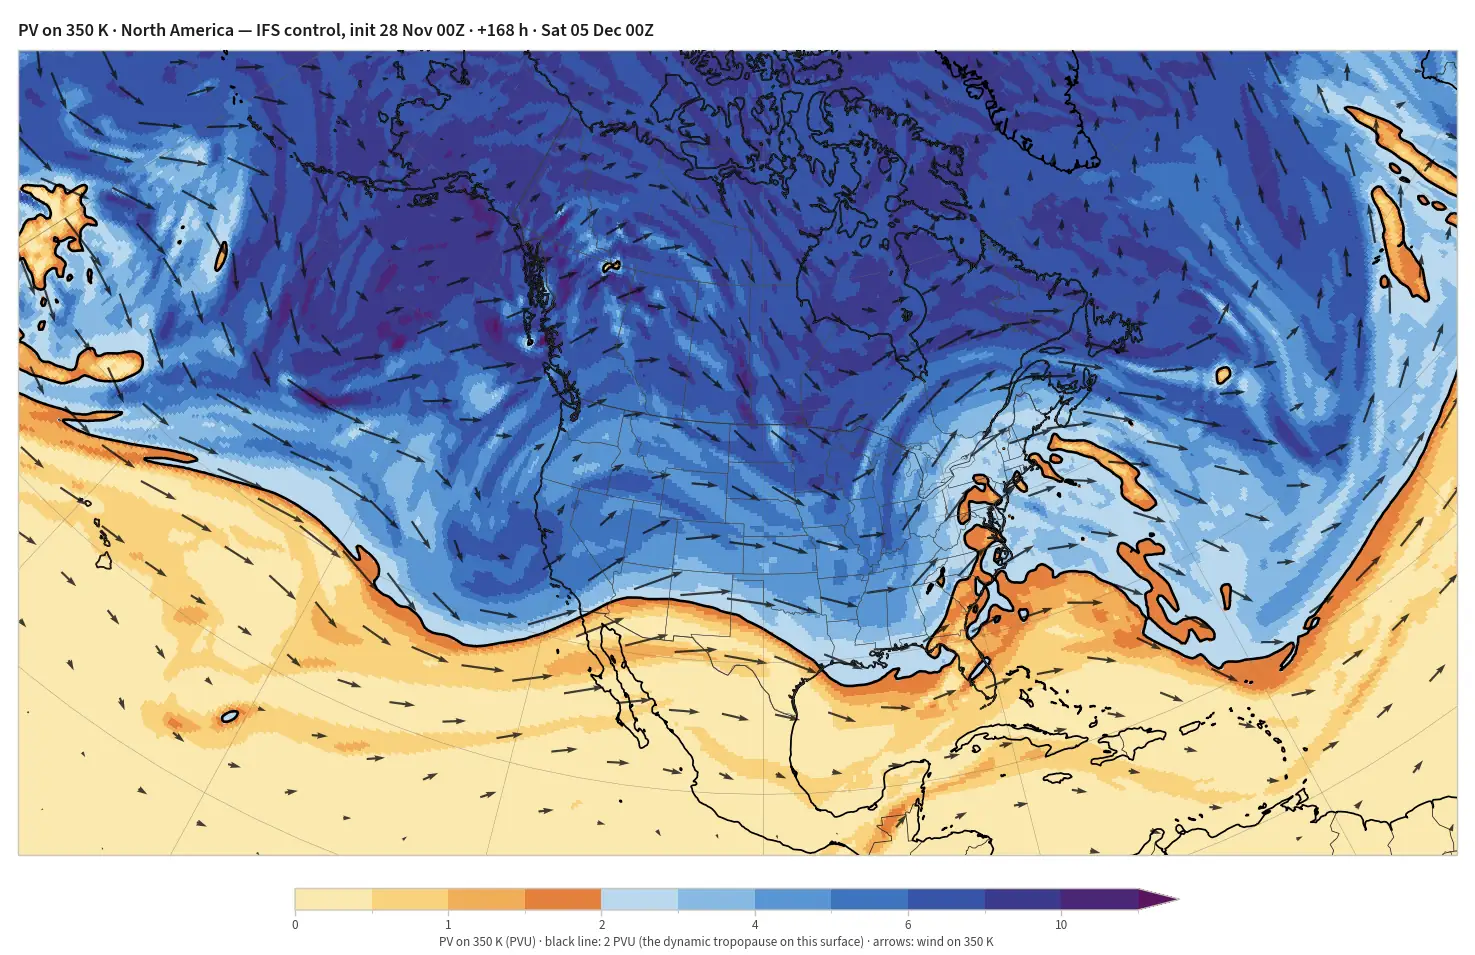 PV on 350 K · North America — IFS control, init 28 Nov 00Z · +168 h · Sat 05 Dec 00Z
0 1 2 4 6 10
PV on 350 K (PVU) · black line: 2 PVU (the dynamic tropopause on this surface) · arrows: wind on 350 K